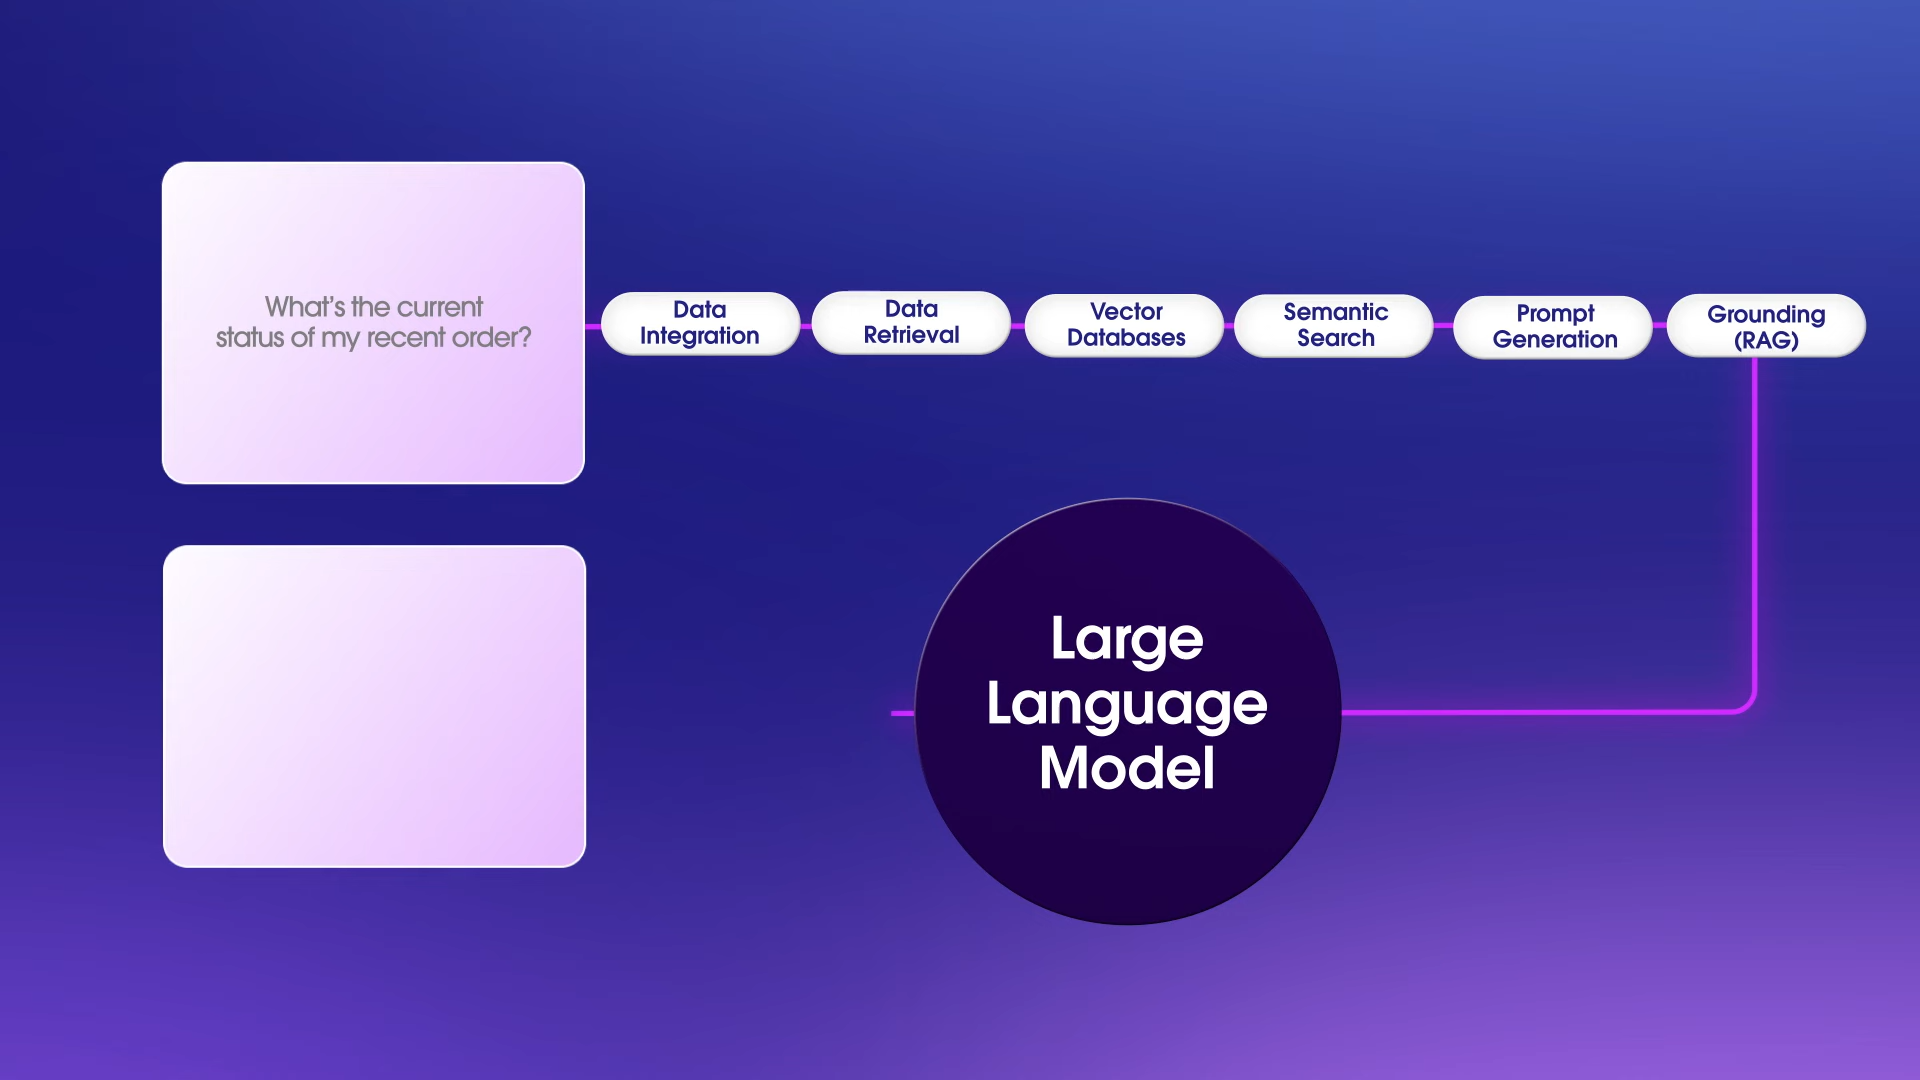 What's the current
status of my recent order?
Data
Integration
Data
Retrieval
Vector
Databases
Semantic
Search
Prompt
Generation
Grounding
(RAG)
Large
Language
Model